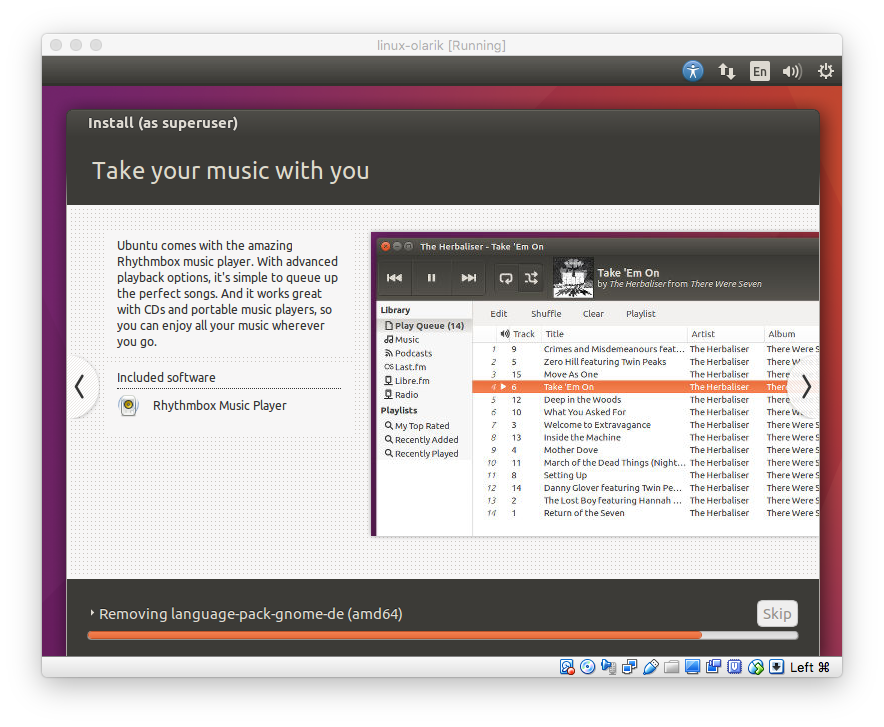 linux-olarik [Running]
En
Install (as superuser)
Take your music with you
Ubuntu comes with the amazing
Rhythmbox music player. With advanced
playback options, it's simple to queue up
the perfect songs. And it works great
with CDs and portable music players, so
you can enjoy all your music wherever
you go.
Included software
Rhythmbox Music Player
The Herbaliser - Take 'Em On
Take 'Em On
by The Herbaliser from There Were Seven
Library
Play Queue (14)
Music
Podcasts
Last.fm
Libre.fm
Radio
Playlists
My Top Rated
Recently Added
Recently Played
Edit Shuffle Clear Playlist
Track Title Artist Album
1 9 Crimes and Misdemeanours feat... The Herbaliser There Were S
2 5 Zero Hill featuring Twin Peaks The Herbaliser There W
3 15 Move As One The Herbaliser There
4 6 Take 'Em On The Herbaliser There
5 12 Deep in the Woods The Herbaliser There
6 10 What You Asked For The Herbaliser There
7 3 Welcome to Extravagance The Herbaliser There Were S
8 13 Inside the Machine The Herbaliser There Were S
9 4 Mother Dove The Herbaliser There Were S
10 11 March of the Dead Things (Night... The Herbaliser There Were S
11 8 Setting Up The Herbaliser There Were S
12 14 Danny Glover featuring Twin Pe... The Herbaliser There Were S
13 2 The Lost Boy featuring Hannah ... The Herbaliser There Were S
14 1 Return of the Seven The Herbaliser There Were S
Removing language-pack-gnome-de (amd64)
Skip
Left ⌘